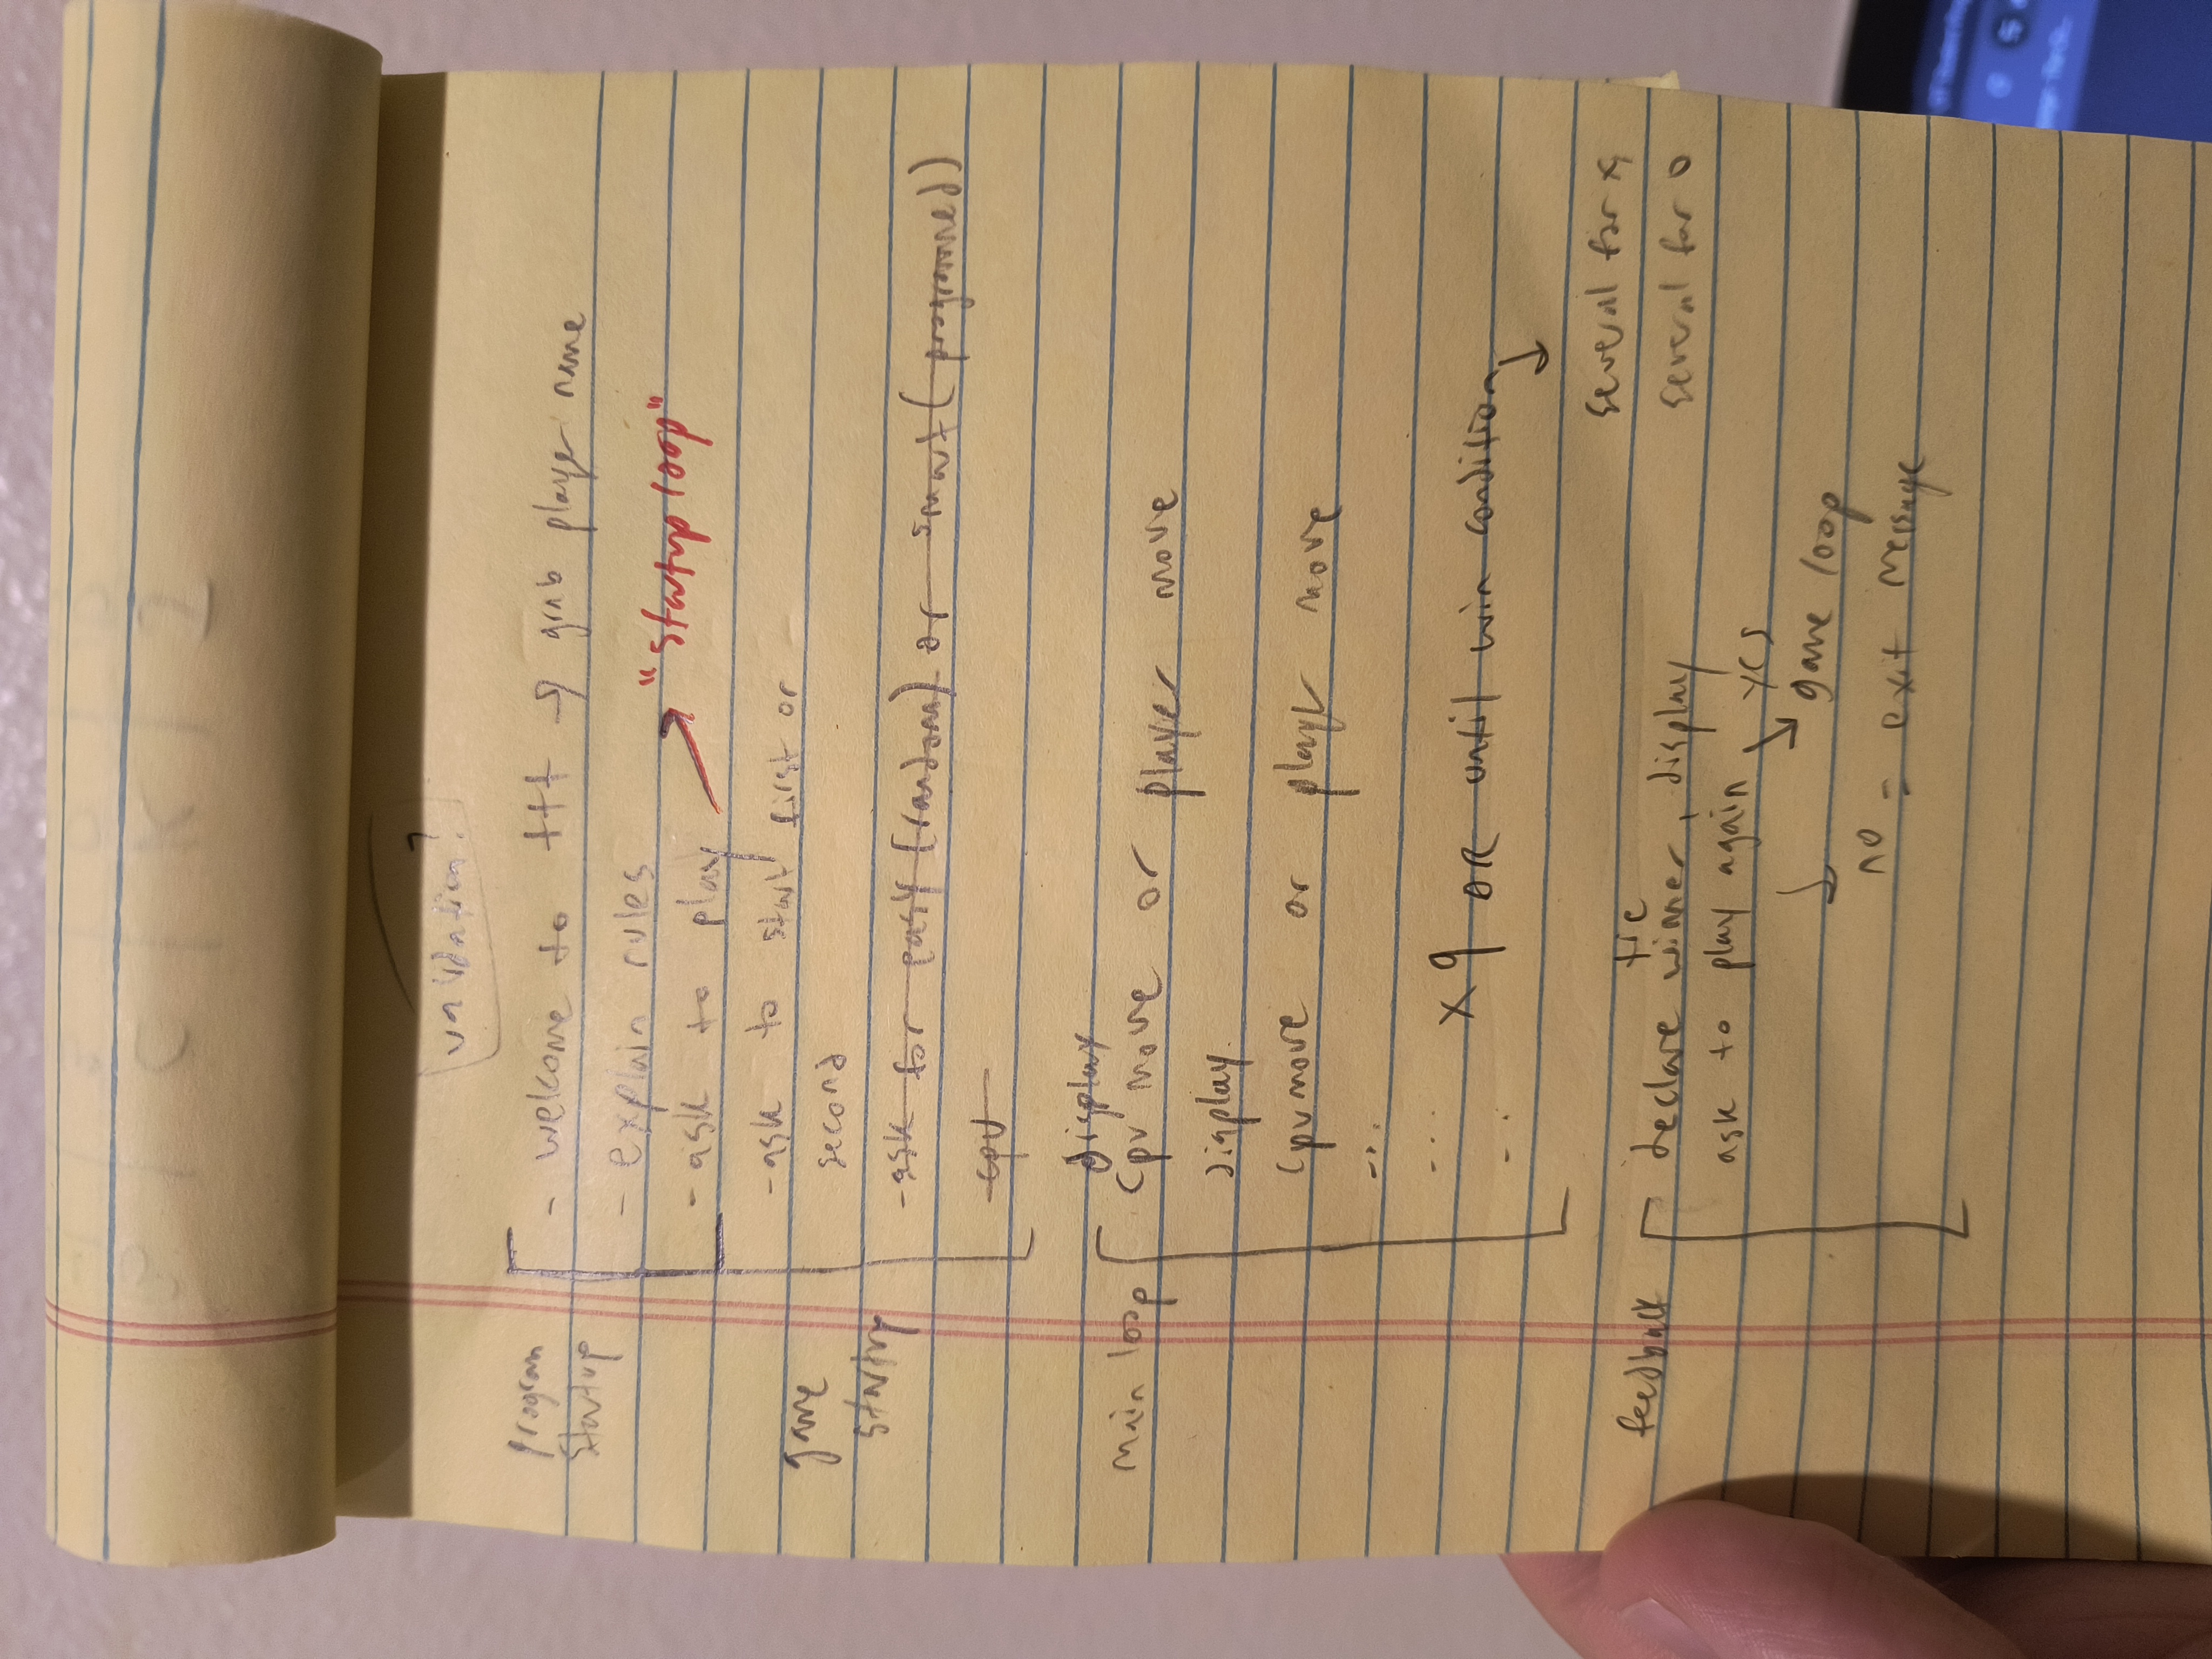 validation?
program
startup
- welcome to ttt → grab player name
- explain rules
- ask to play
"startup loop"
game
startup
- ask to start first or
second
- ask for easy (random) or smart (programmed)
cpu
main loop
display
cpu move or player move
display.
cpu move or player move
...
...
x 9 OR until win condition
...
several for x,
several for o
feedback
tie
declare winner, display
ask to play again
yes
game loop
no = exit message